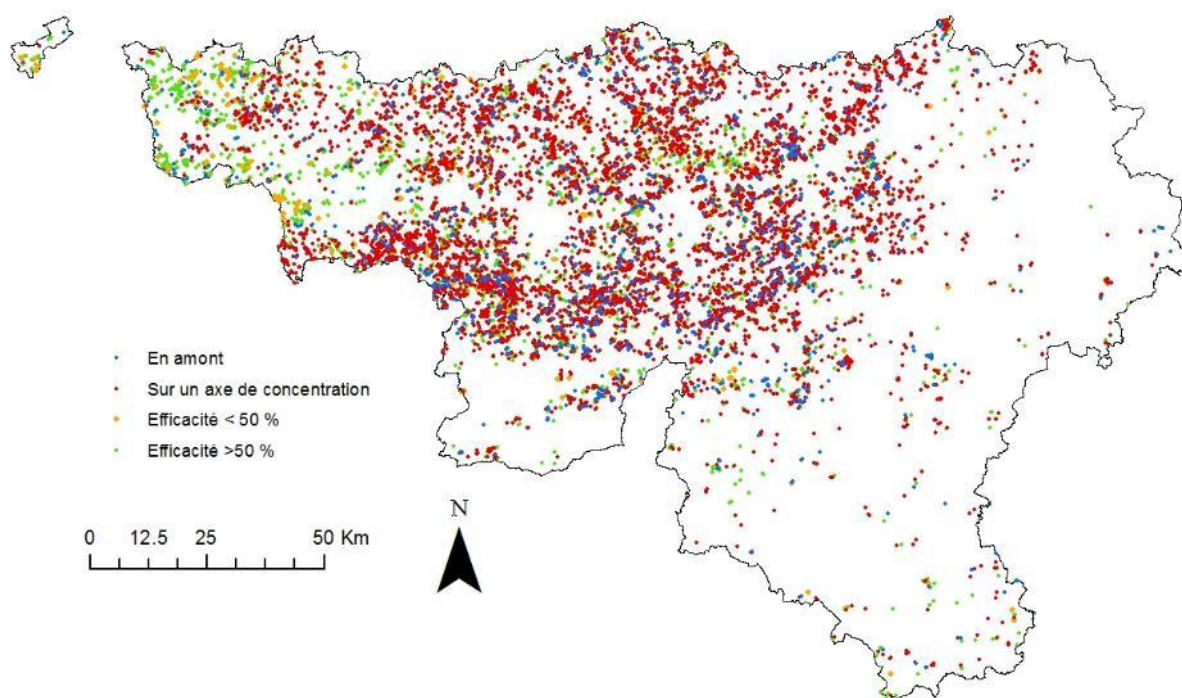 En amont
Sur un axe de concentration
Efficacité < 50 %
Efficacité >50 %
N
0 12.5 25 50 Km